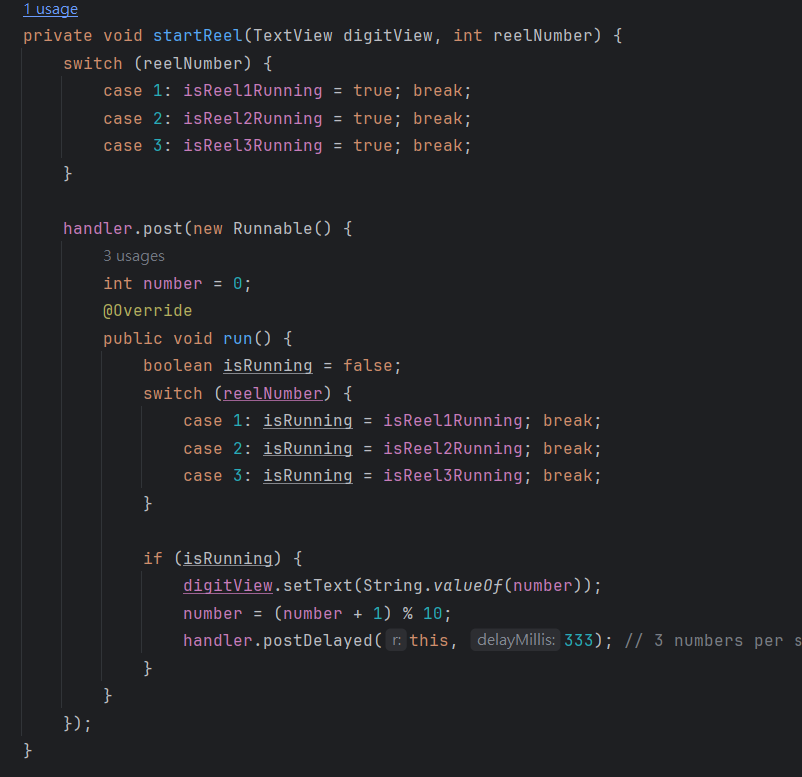 1 usage
private void startReel(TextView digitView, int reelNumber) {
switch (reelNumber) {
case 1: isReel1Running = true; break;
case 2: isReel2Running = true; break;
case 3: isReel3Running = true; break;
}
handler.post(new Runnable() {
3 usages
int number = 0;
@Override
public void run() {
boolean isRunning = false;
switch (reelNumber) {
case 1: isRunning = isReel1Running; break;
case 2: isRunning = isReel2Running; break;
case 3: isRunning = isReel3Running; break;
}
if (isRunning) {
digitView.setText(String.valueOf(number));
number = (number + 1) % 10;
handler.postDelayed( r: this, delayMillis: 333); // 3 numbers per s
}
}
});
}